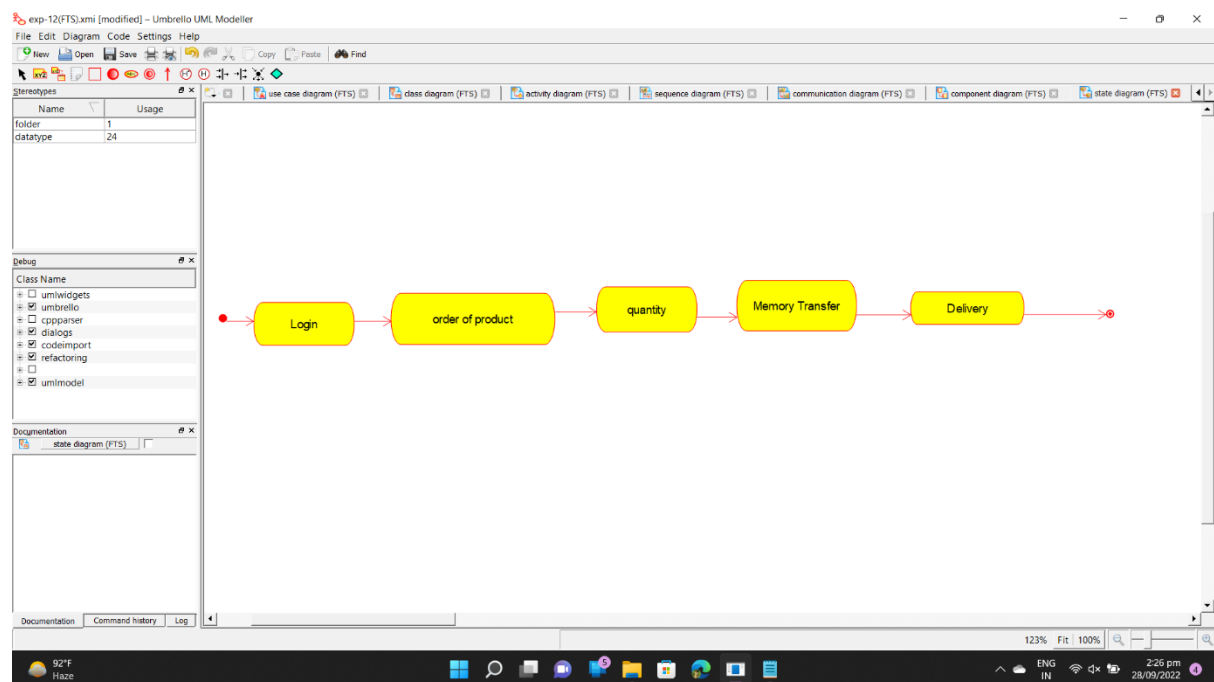 exp-12(FTS).xmi [modified] – Umbrello UML Modeller
File Edit Diagram Code Settings Help
New Open Save Copy Paste Find
Stereotypes
use case diagram (FTS) class diagram (FTS) activity diagram (FTS) sequence diagram (FTS) communication diagram (FTS) component diagram (FTS) state diagram (FTS)
Name Usage
folder 1
datatype 24
Debug
Class Name
umlwidgets
umbrello
cppparser
dialogs
codeimport
refactoring
umlmodel
Login
order of product
quantity
Memory Transfer
Delivery
Documentation
state diagram (FTS)
Documentation Command history Log
123% Fit 100%
92°F
Haze
5
ENG
IN
2:26 pm
28/09/2022
4